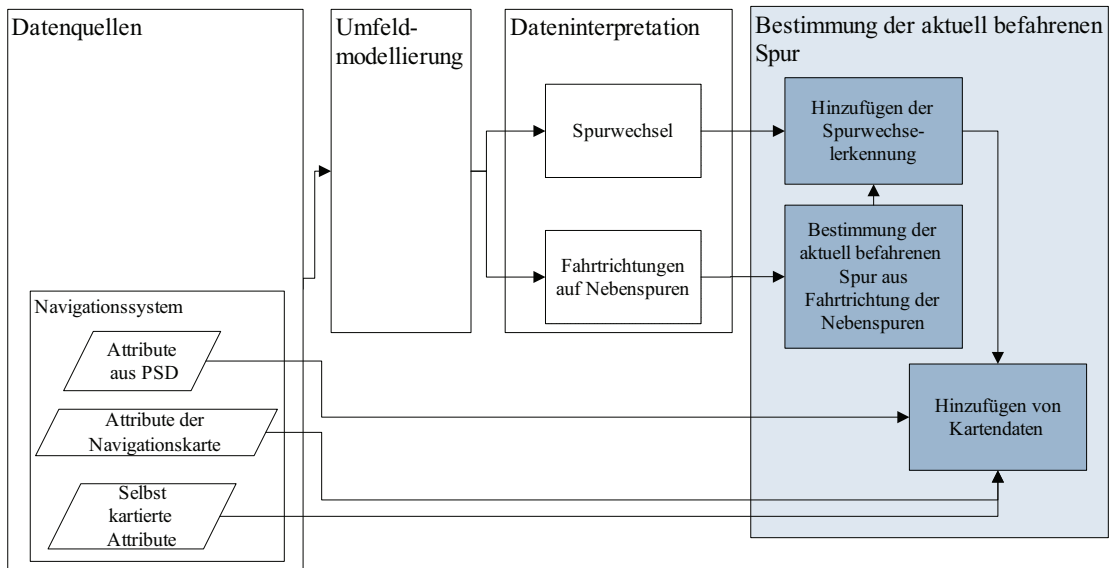 Datenquellen
Navigationssystem
Attribute
aus PSD
Attribute der
Navigationskarte
Selbst
kartierte
Attribute
Umfeld-
modellierung
Dateninterpretation
Spurwechsel
Fahrtrichtungen
auf Nebenspuren
Bestimmung der aktuell befahrenen
Spur
Hinzufügen der
Spurwechse-
lerkennung
Bestimmung der
aktuell befahrenen
Spur aus
Fahrtrichtung der
Nebenspuren
Hinzufügen von
Kartendaten